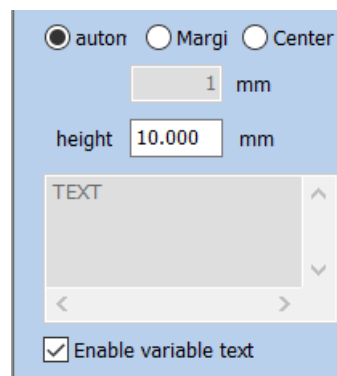 auton Margi Center
1 mm
height 10.000 mm
TEXT
Enable variable text